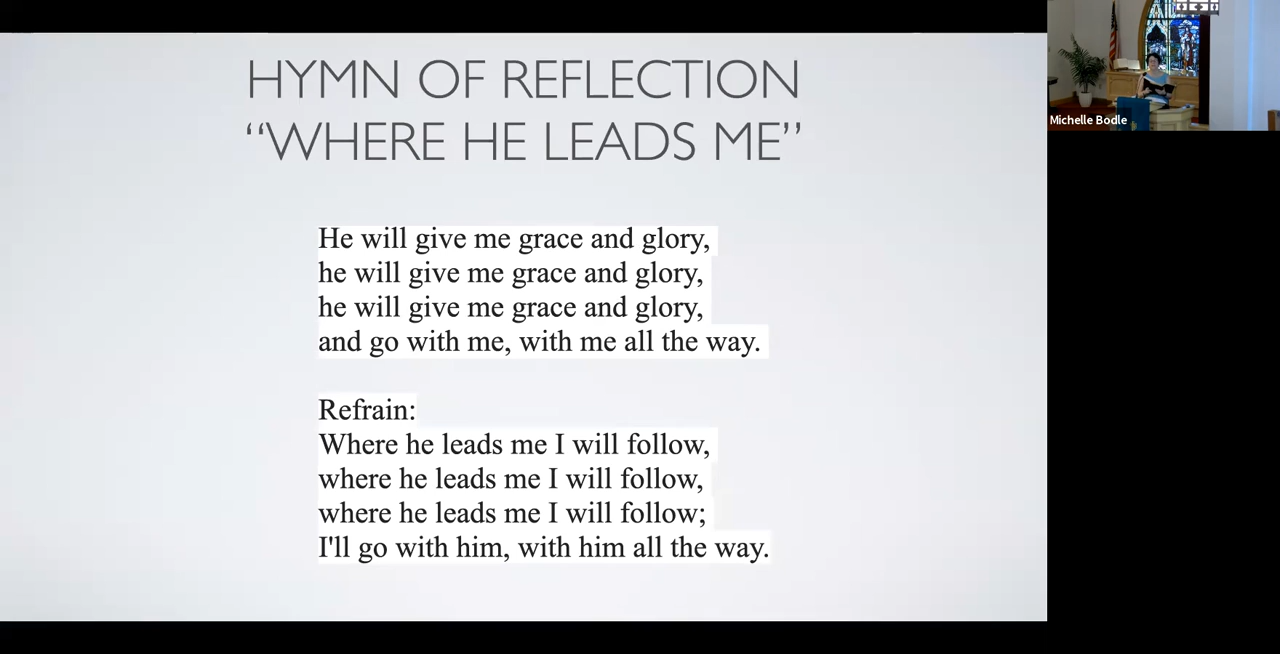 HYMN OF REFLECTION
“WHERE HE LEADS ME”
He will give me grace and glory,
he will give me grace and glory,
he will give me grace and glory,
and go with me, with me all the way.
Refrain:
Where he leads me I will follow,
where he leads me I will follow,
where he leads me I will follow;
I'll go with him, with him all the way.
Michelle Bodle